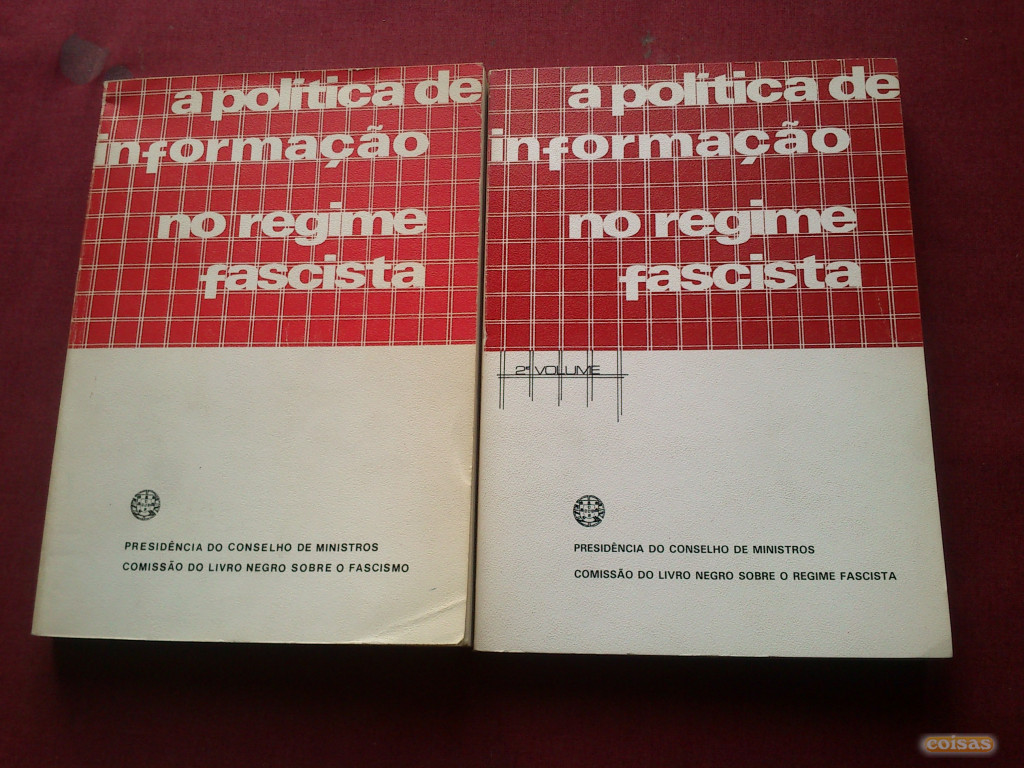 a política de
informação
no regime
fascista
PRESIDÊNCIA DO CONSELHO DE MINISTROS
COMISSÃO DO LIVRO NEGRO SOBRE O FASCISMO
a política de
informação
no regime
fascista
2º VOLUME
PRESIDÊNCIA DO CONSELHO DE MINISTROS
COMISSÃO DO LIVRO NEGRO SOBRE O REGIME FASCISTA
coisas